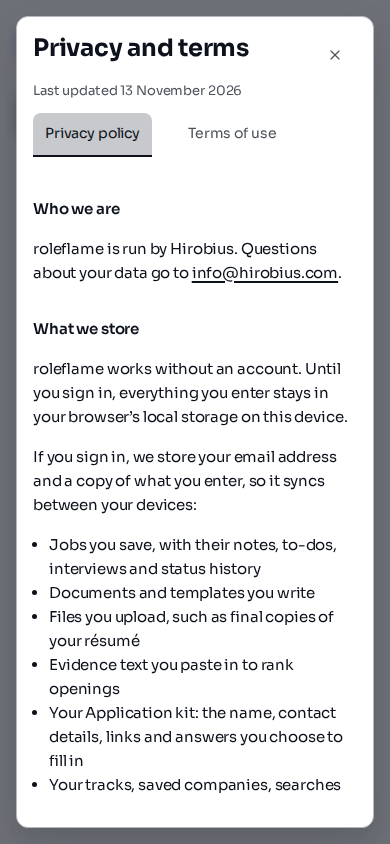 Privacy and terms
Last updated 13 November 2026
Privacy policy
Terms of use
Who we are
roleflame is run by Hirobius. Questions
about your data go to info@hirobius.com.
What we store
roleflame works without an account. Until
you sign in, everything you enter stays in
your browser’s local storage on this device.
If you sign in, we store your email address
and a copy of what you enter, so it syncs
between your devices:
• Jobs you save, with their notes, to-dos,
interviews and status history
• Documents and templates you write
• Files you upload, such as final copies of
your résumé
• Evidence text you paste in to rank
openings
• Your Application kit: the name, contact
details, links and answers you choose to
fill in
• Your tracks, saved companies, searches